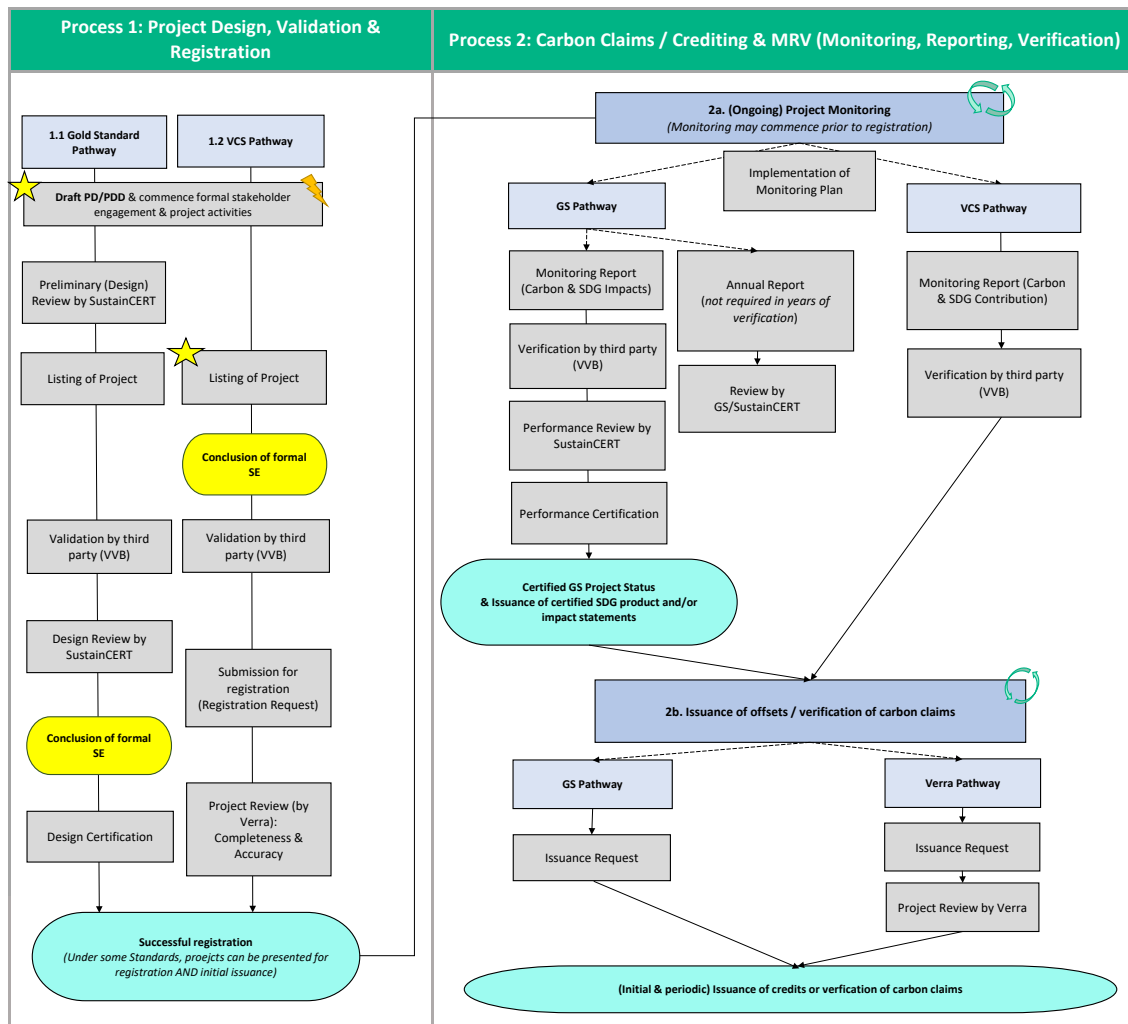 Process 1: Project Design, Validation &
Registration
Process 2: Carbon Claims / Crediting & MRV (Monitoring, Reporting, Verification)
1.1 Gold Standard
Pathway
1.2 VCS Pathway
Draft PD/PDD & commence formal stakeholder
engagement & project activities
Preliminary (Design)
Review by SustainCERT
Listing of Project
Listing of Project
Conclusion of formal
SE
Validation by third
party (VVB)
Validation by third
party (VVB)
Design Review by
SustainCERT
Submission for
registration
(Registration Request)
Conclusion of formal
SE
Design Certification
Project Review (by
Verra):
Completeness &
Accuracy
Successful registration
(Under some Standards, proejcts can be presented for
registration AND initial issuance)
2a. (Ongoing) Project Monitoring
(Monitoring may commence prior to registration)
Implementation of
Monitoring Plan
GS Pathway
VCS Pathway
Monitoring Report
(Carbon & SDG Impacts)
Annual Report
(not required in years of
verification)
Monitoring Report (Carbon
& SDG Contribution)
Verification by third party
(VVB)
Review by
GS/SustainCERT
Verification by third party
(VVB)
Performance Review by
SustainCERT
Performance Certification
Certified GS Project Status
& Issuance of certified SDG product and/or
impact statements
2b. Issuance of offsets / verification of carbon claims
GS Pathway
Verra Pathway
Issuance Request
Issuance Request
Project Review by Verra
(Initial & periodic) Issuance of credits or verfication of carbon claims